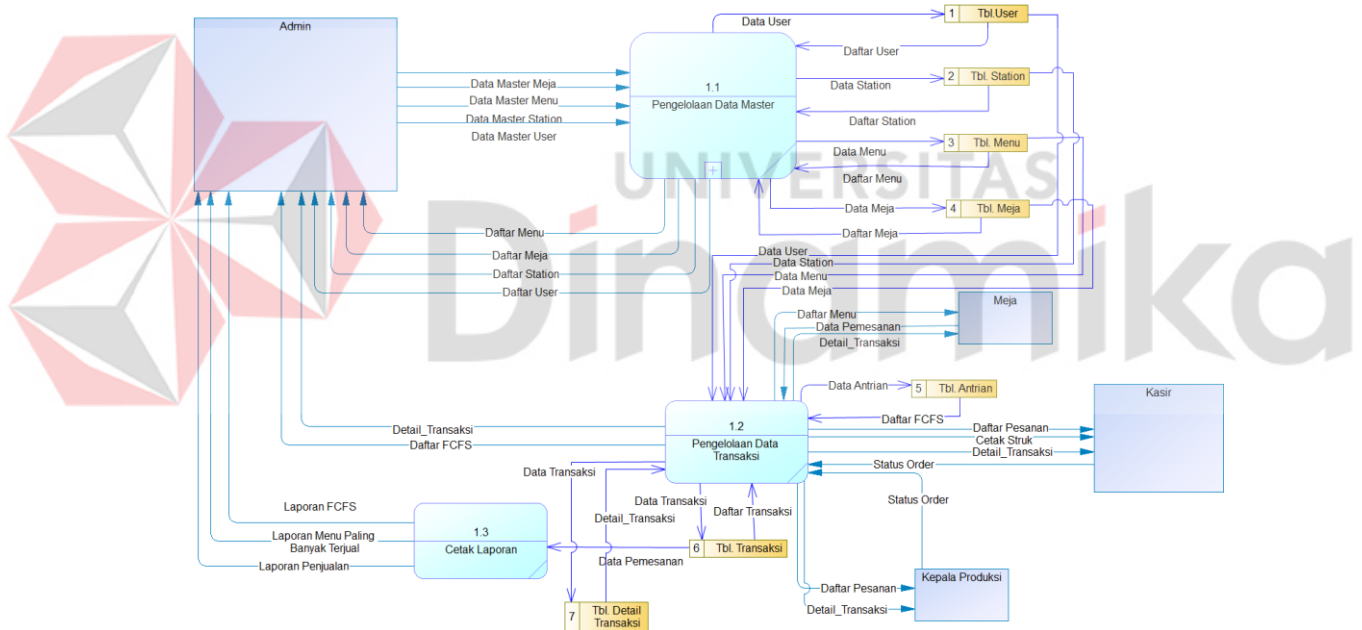 Admin
Data User
1 Tbl.User
Daftar User
1.1
Pengelolaan Data Master
Data Master Meja
Data Master Menu
Data Master Station
Data Master User
Data Station
2 Tbl. Station
Daftar Station
Data Menu
3 Tbl. Menu
Daftar Menu
UNIVERSITAS
Dinamika
Data Meja
4 Tbl. Meja
Daftar Meja
Daftar Menu
Daftar Meja
Daftar Station
Daftar User
Data User
Data Station
Data Menu
Data Meja
Meja
Daftar Menu
Data Pemesanan
Detail_Transaksi
Data Antrian
5 Tbl. Antrian
Daftar FCFS
Kasir
1.2
Pengelolaan Data
Transaksi
Detail_Transaksi
Daftar FCFS
Daftar Pesanan
Cetak Struk
Detail_Transaksi
Status Order
Status Order
Data Transaksi
Detail_Transaksi
Data Transaksi
Daftar Transaksi
Laporan FCFS
Laporan Menu Paling
Banyak Terjual
Laporan Penjualan
1.3
Cetak Laporan
6 Tbl. Transaksi
Data Pemesanan
Kepala Produksi
Daftar Pesanan
Detail_Transaksi
7 Tbl. Detail
Transaksi